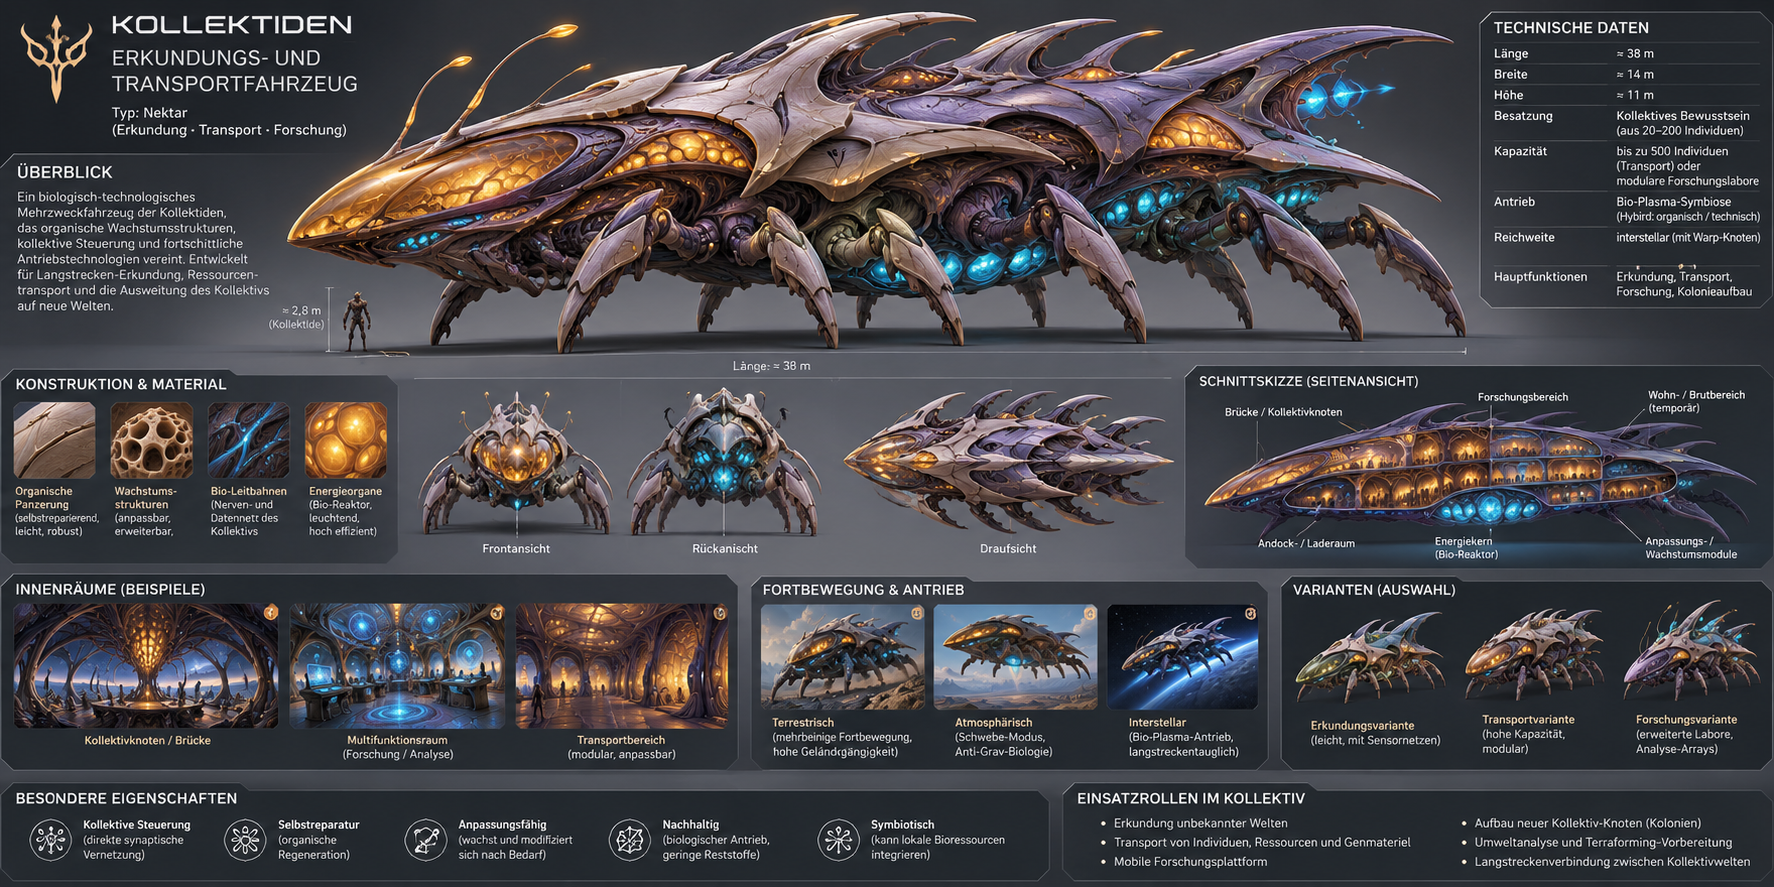 KOLLEKTIDEN
ERKUNDUNGS- UND
TRANSPORTFAHRZEUG
Typ: Nektar
(Erkundung · Transport · Forschung)
ÜBERBLICK
Ein biologisch-technologisches
Mehrzweckfahrzeug der Kollektiden,
das organische Wachstumsstrukturen,
kollektive Steuerung und fortschittliche
Antriebstechnologien vereint. Entwickelt
für Langstrecken-Erkundung, Ressourcen-
transport und die Ausweitung des Kollektivs
auf neue Welten.
≈ 2,8 m
(Kollektide)
Länge: ≈ 38 m
TECHNISCHE DATEN
Länge ≈ 38 m
Breite ≈ 14 m
Höhe ≈ 11 m
Besatzung Kollektives Bewusstsein
(aus 20–200 Individuen)
Kapazität bis zu 500 Individuen
(Transport) oder
modulare Forschungslabore
Antrieb Bio-Plasma-Symbiose
(Hybird: organisch / technisch)
Reichweite interstellar (mit Warp-Knoten)
Hauptfunktionen Erkundung, Transport,
Forschung, Kolonieaufbau
KONSTRUKTION & MATERIAL
Organische
Panzerung
(selbstreparierend,
leicht, robust)
Wachstums-
strukturen
(anpassbar,
erweiterbar,
Bio-Leitbahnen
(Nerven- und
Datennett des
Kollektivs
Energieorgane
(Bio-Reaktor,
leuchtend,
hoch effizient)
Frontansicht
Rückanischt
Draufsicht
SCHNITTSKIZZE (SEITENANSICHT)
Brücke / Kollektivknoten
Forschungsbereich
Wohn- / Brutbereich
(temporär)
Andock- / Laderaum
Energiekern
(Bio-Reaktor)
Anpassungs- /
Wachstumsmodule
INNENRÄUME (BEISPIELE)
Kollektivknoten / Brücke
Multifunktionsraum
(Forschung / Analyse)
Transportbereich
(modular, anpassbar)
FORTBEWEGUNG & ANTRIEB
Terrestrisch
(mehrbeinige Fortbewegung,
hohe Geländgängigkeit)
Atmosphärisch
(Schwebe-Modus,
Anti-Grav-Biologie)
Interstellar
(Bio-Plasma-Antrieb,
langstreckentauglich)
VARIANTEN (AUSWAHL)
Erkundungsvariante
(leicht, mit Sensornetzen)
Transportvariante
(hohe Kapazität,
modular)
Forschungsvariante
(erweiterte Labore,
Analyse-Arrays)
BESONDERE EIGENSCHAFTEN
Kollektive Steuerung
(direkte synaptische
Vernetzung)
Selbstreparatur
(organische
Regeneration)
Anpassungsfähig
(wachst und modifiziert
sich nach Bedarf)
Nachhaltig
(biologischer Antrieb,
geringe Reststoffe)
Symbiotisch
(kann lokale Bioressourcen
integrieren)
EINSATZROLLEN IM KOLLEKTIV
• Erkundung unbekannter Welten
• Transport von Individuen, Ressourcen und Genmateriel
• Mobile Forschungsplattform
• Aufbau neuer Kollektiv-Knoten (Kolonien)
• Umweltanalyse und Terraforming-Vorbereitung
• Langstreckenverbindung zwischen Kollektivwelten